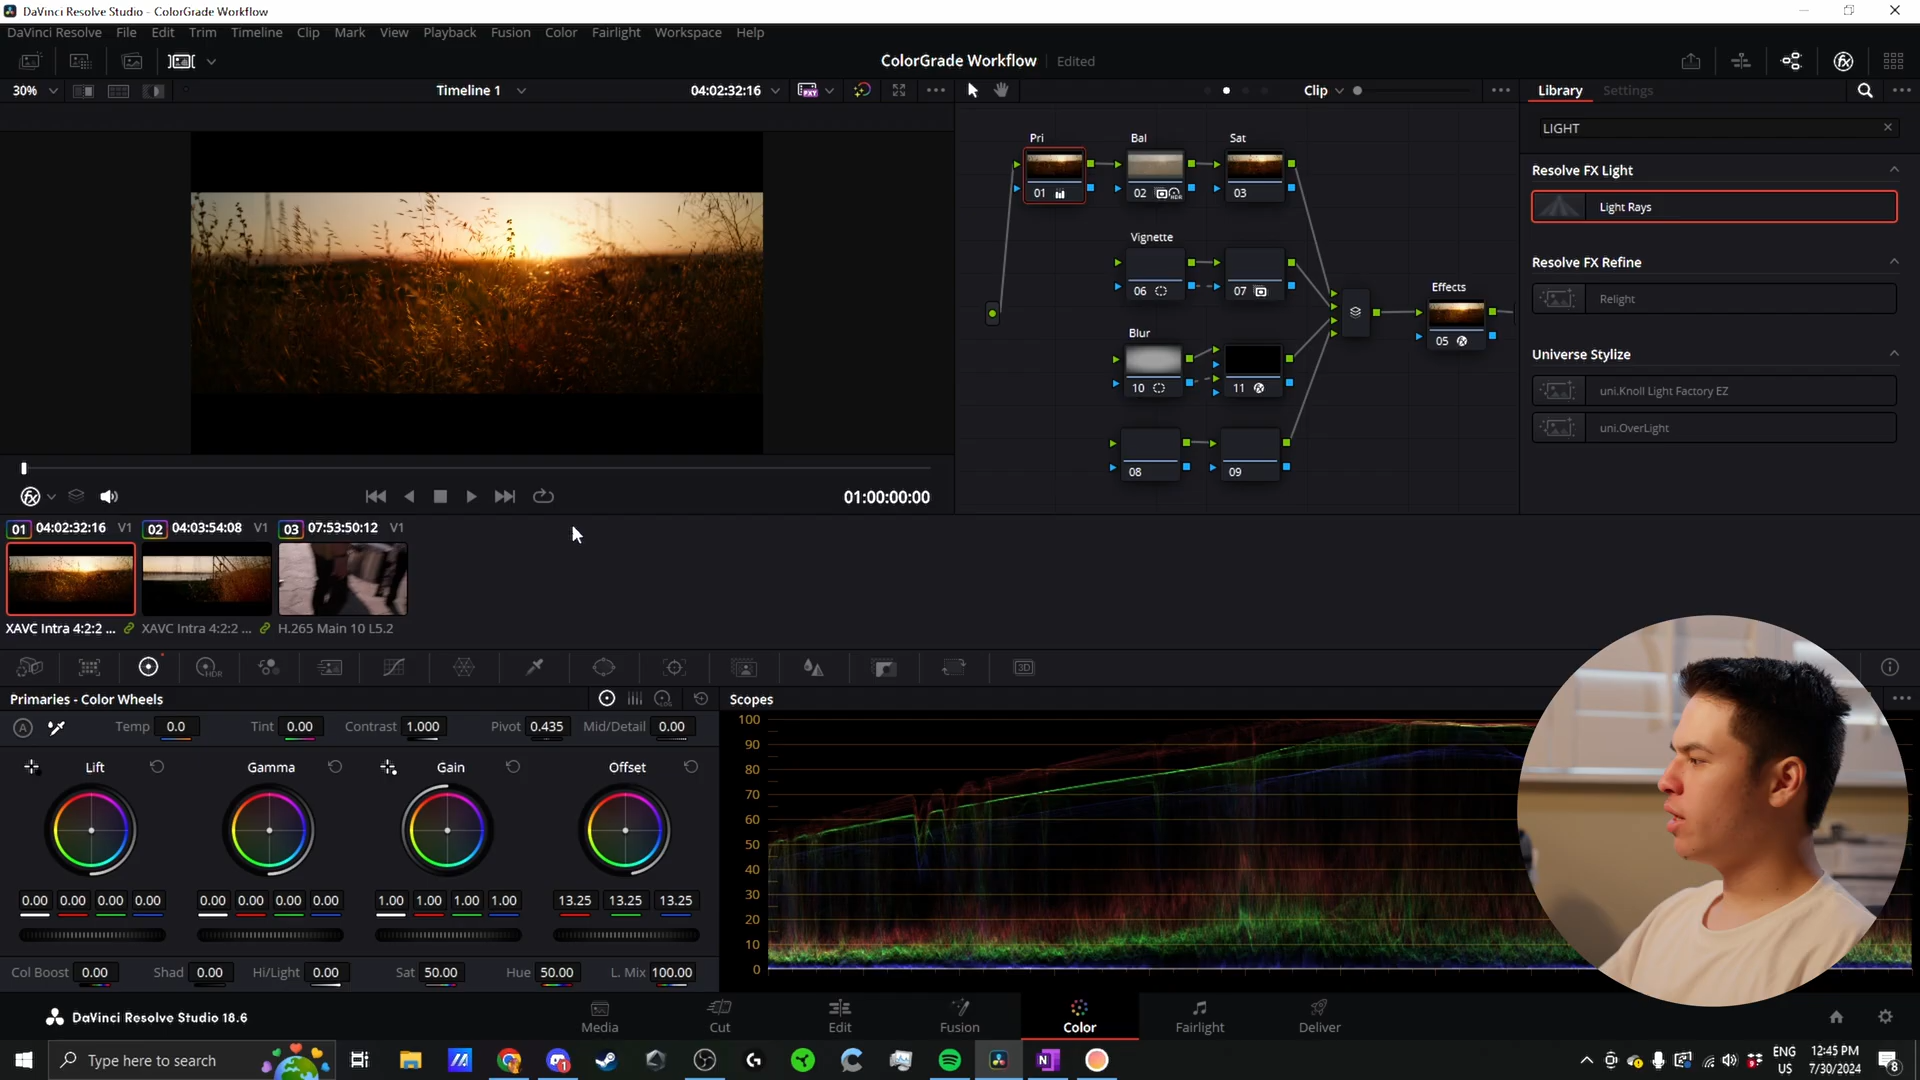 DaVinci Resolve Studio - ColorGrade Workflow
DaVinci Resolve File Edit Trim Timeline Clip Mark View Playback Fusion Color Fairlight Workspace Help
ColorGrade Workflow Edited
30% Timeline 1 04:02:32:16 PXY Clip Library Settings
LIGHT
Pri Bal Sat
Resolve FX Light
01 02 HDR 03
Light Rays
Vignette
Resolve FX Refine
06 07
Effects
Relight
Blur
05
Universe Stylize
10 11
uni.Knoll Light Factory EZ
uni.OverLight
08 09
01:00:00:00
01 04:02:32:16 V1 02 04:03:54:08 V1 03 07:53:50:12 V1
XAVC Intra 4:2:2 ... XAVC Intra 4:2:2 ... H.265 Main 10 L5.2
HDR 3D
Primaries - Color Wheels LOG Scopes
A Temp 0.0 Tint 0.00 Contrast 1.000 Pivot 0.435 Mid/Detail 0.00
Lift Gamma Gain Offset
0.00 0.00 0.00 0.00 0.00 0.00 0.00 0.00 1.00 1.00 1.00 1.00 13.25 13.25 13.25
Col Boost 0.00 Shad 0.00 Hi/Light 0.00 Sat 50.00 Hue 50.00 L. Mix 100.00
100
90
80
70
60
50
40
30
20
10
0
DaVinci Resolve Studio 18.6
Media Cut Edit Fusion Color Fairlight Deliver
Type here to search
1
ENG
US
12:45 PM
7/30/2024
8